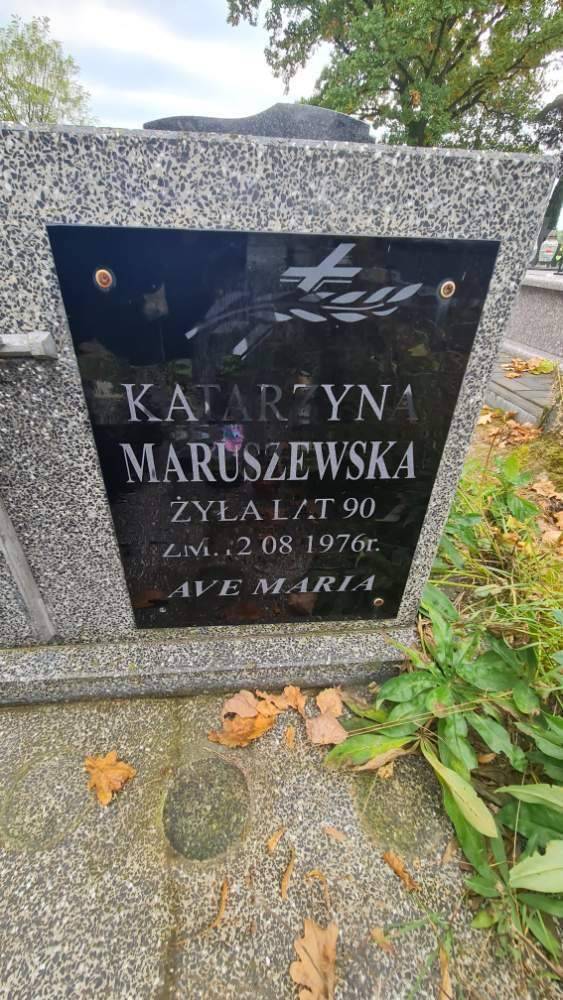 KATARZYNA
MARUSZEWSKA
ŻYŁA LAT 90
ZM. 08 1976r.
AVE MARIA